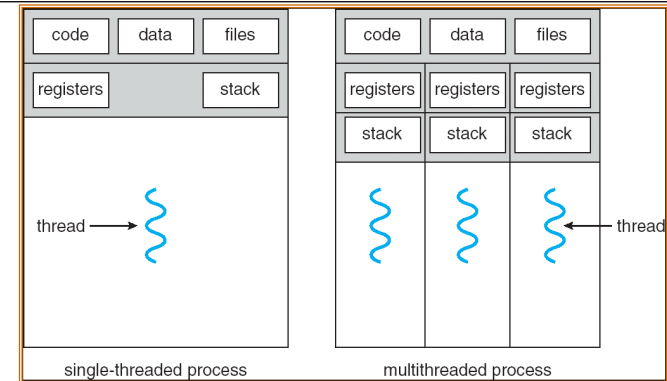 code data files code data files
registers stack registers registers registers
stack stack stack
thread thread
single-threaded process multithreaded process